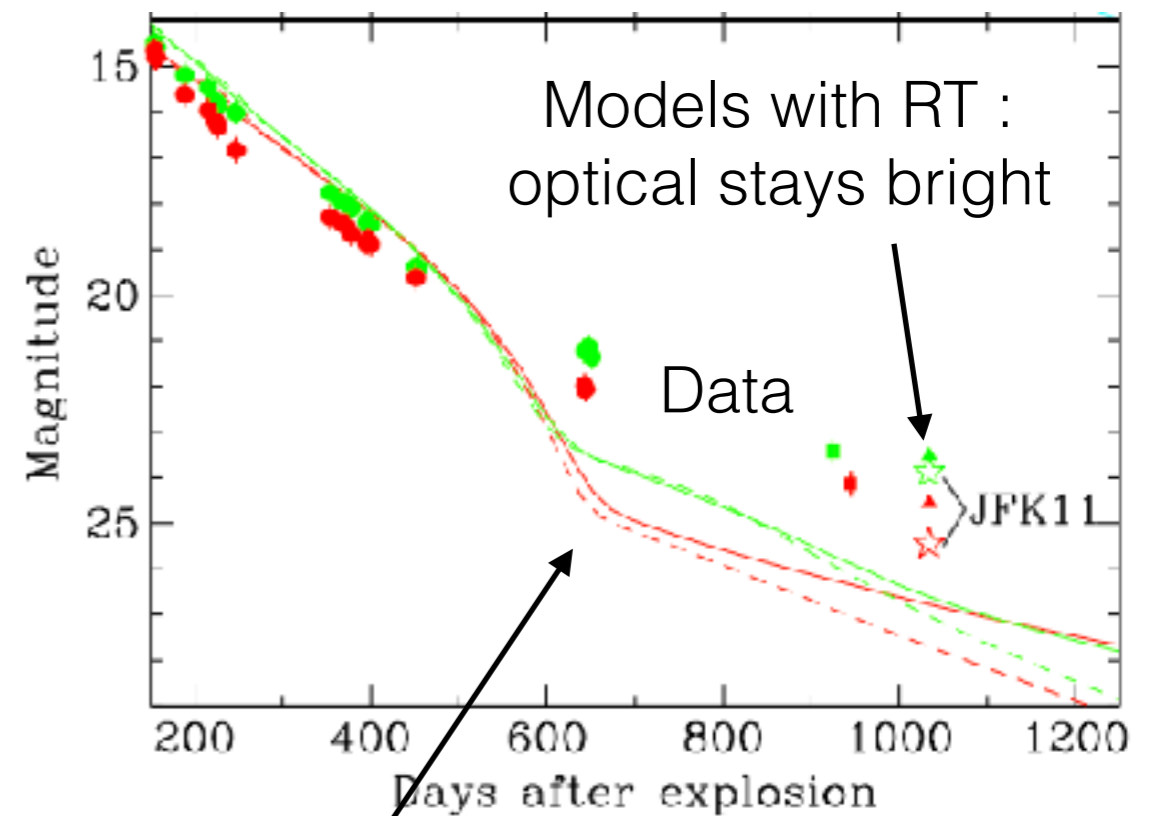 Models with RT :
optical stays bright
Data
JFK11
15
20
25
Magnitude
200 400 600 800 1000 1200
Days after explosion